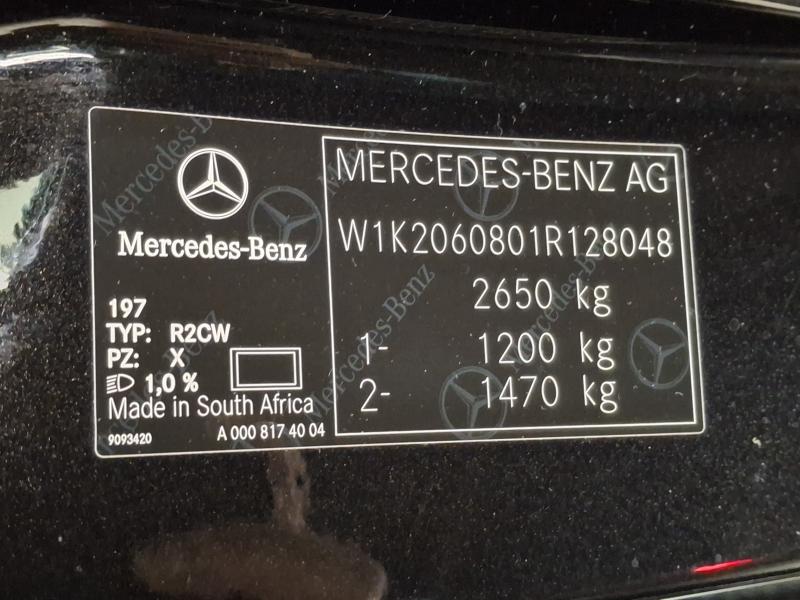 Mercedes-Benz
197
TYP: R2CW
PZ: X
1,0 %
Made in South Africa
9093420 A 000 817 40 04
MERCEDES-BENZ AG
W1K2060801R128048
2650 kg
1- 1200 kg
2- 1470 kg